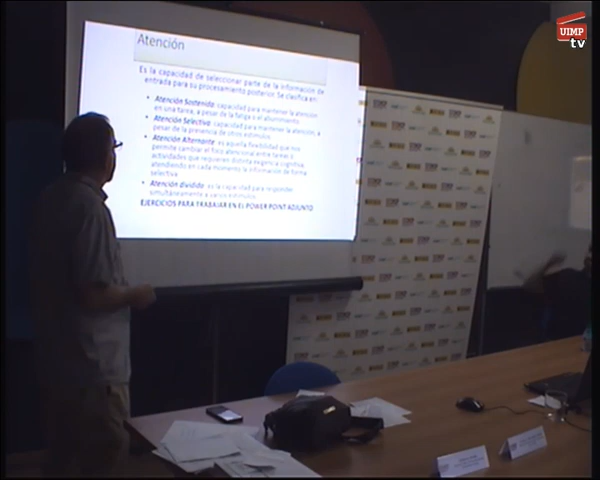 UIMP
tv
Atención
Es la capacidad de seleccionar parte de la información de
entrada para su procesamiento posterior. Se clasifica en:
• Atención Sostenida: capacidad para mantener la atención
en una tarea, a pesar de la fatiga o el aburrimiento.
• Atención Selectiva: capacidad para mantener la atención, a
pesar de la presencia de otros estímulos.
• Atención Alternante: es aquella flexibilidad que nos
permite cambiar el foco atencional entre tareas o
actividades que requieren distinta exigencia cognitiva,
atendiendo en cada momento la información de forma
selectiva.
• Atención dividida: es la capacidad para responder
simultáneamente a varios estímulos.
EJERCICIOS PARA TRABAJAR EN EL POWER POINT ADJUNTO